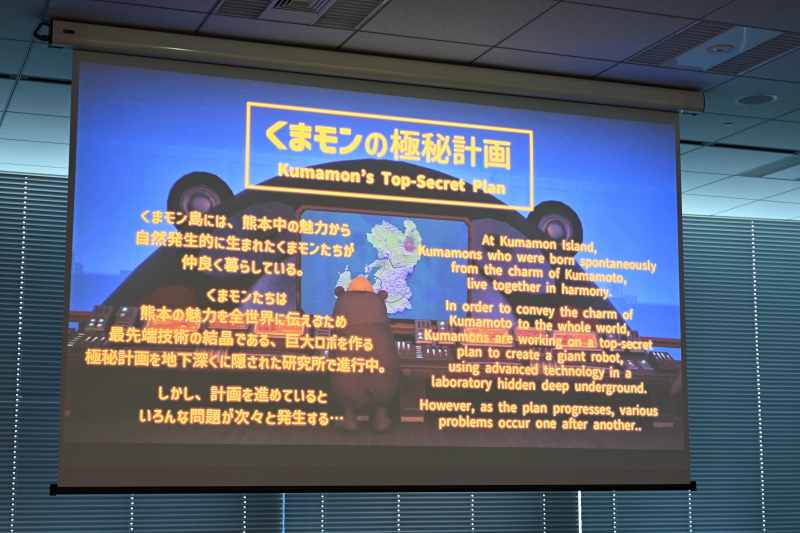 くまモンの極秘計画
Kumamon's Top-Secret Plan
くまモン島には、熊本中の魅力から
自然発生的に生まれたくまモンたちが
仲良く暮らしている。
くまモンたちは
熊本の魅力を全世界に伝えるため
最先端技術の結晶である、巨大ロボを作る
極秘計画を地下深くに隠された研究所で進行中。
しかし、計画を進めていると
いろんな問題が次々と発生する…
At Kumamon Island,
Kumamons who were born spontaneously
from the charm of Kumamoto,
live together in harmony.
In order to convey the charm of
Kumamoto to the whole world,
Kumamons are working on a top-secret
plan to create a giant robot,
using advanced technology in a
laboratory hidden deep underground.
However, as the plan progresses, various
problems occur one after another..